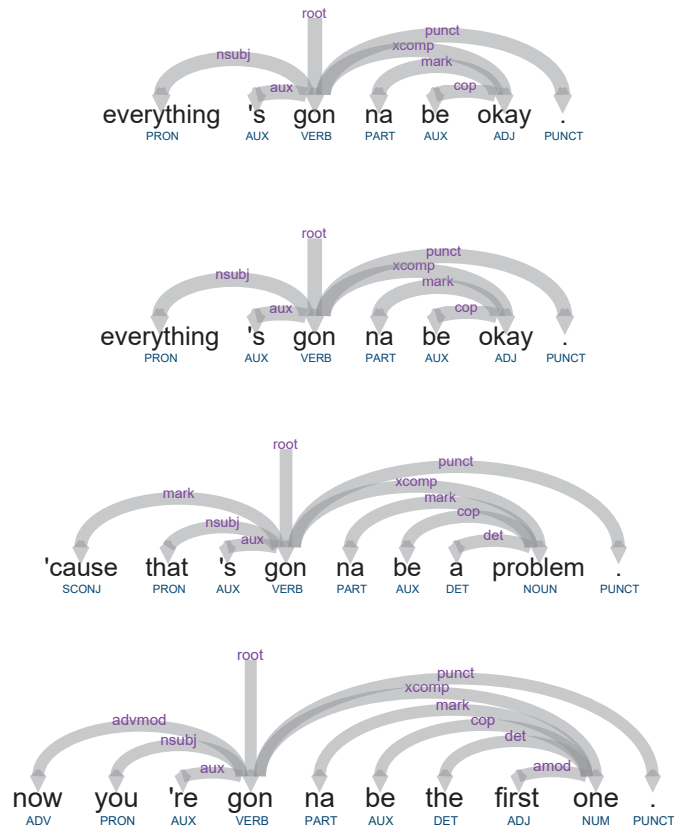 root
punct
xcomp
nsubj
mark
aux
cop
everything 's gon na be okay .
PRON AUX VERB PART AUX ADJ PUNCT
root
punct
xcomp
nsubj
mark
aux
cop
everything 's gon na be okay .
PRON AUX VERB PART AUX ADJ PUNCT
root
punct
xcomp
mark
mark
cop
nsubj
det
aux
'cause that 's gon na be a problem .
SCONJ PRON AUX VERB PART AUX DET NOUN PUNCT
root
punct
xcomp
mark
advmod
cop
det
nsubj
amod
aux
now you 're gon na be the first one .
ADV PRON AUX VERB PART AUX DET ADJ NUM PUNCT